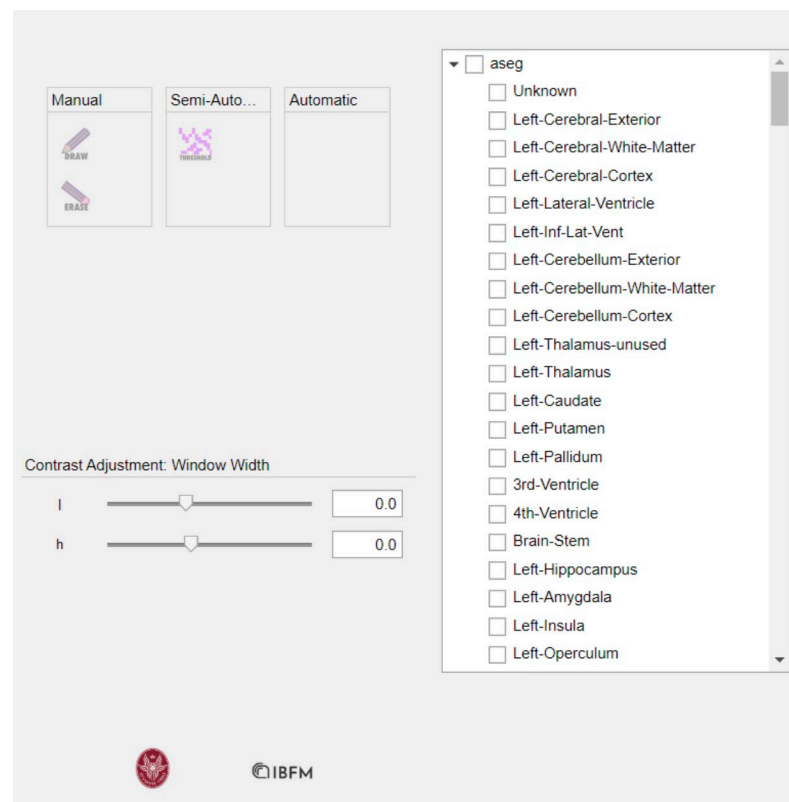 Manual
Semi-Auto...
Automatic
DRAW
ERASE
THRESHOLD
Contrast Adjustment: Window Width
l 0.0
h 0.0
aseg
Unknown
Left-Cerebral-Exterior
Left-Cerebral-White-Matter
Left-Cerebral-Cortex
Left-Lateral-Ventricle
Left-Inf-Lat-Vent
Left-Cerebellum-Exterior
Left-Cerebellum-White-Matter
Left-Cerebellum-Cortex
Left-Thalamus-unused
Left-Thalamus
Left-Caudate
Left-Putamen
Left-Pallidum
3rd-Ventricle
4th-Ventricle
Brain-Stem
Left-Hippocampus
Left-Amygdala
Left-Insula
Left-Operculum
IBFM